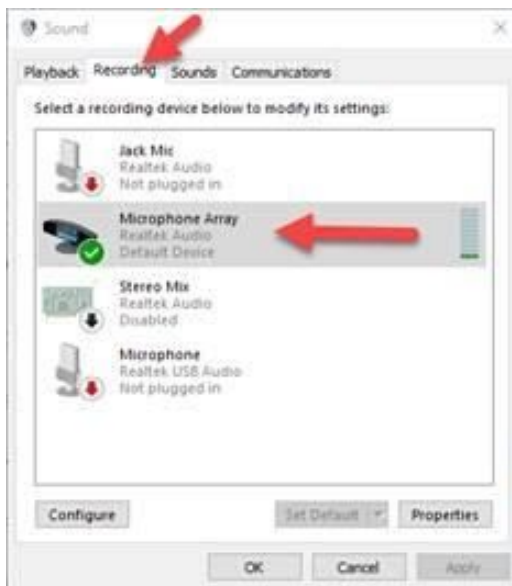 Sound
Playback Recording Sounds Communications
Select a recording device below to modify its settings:
Jack Mic
Realtek Audio
Not plugged in
Microphone Array
Realtek Audio
Default Device
Stereo Mix
Realtek Audio
Disabled
Microphone
Realtek USB Audio
Not plugged in
Configure Set Default Properties
OK Cancel Apply